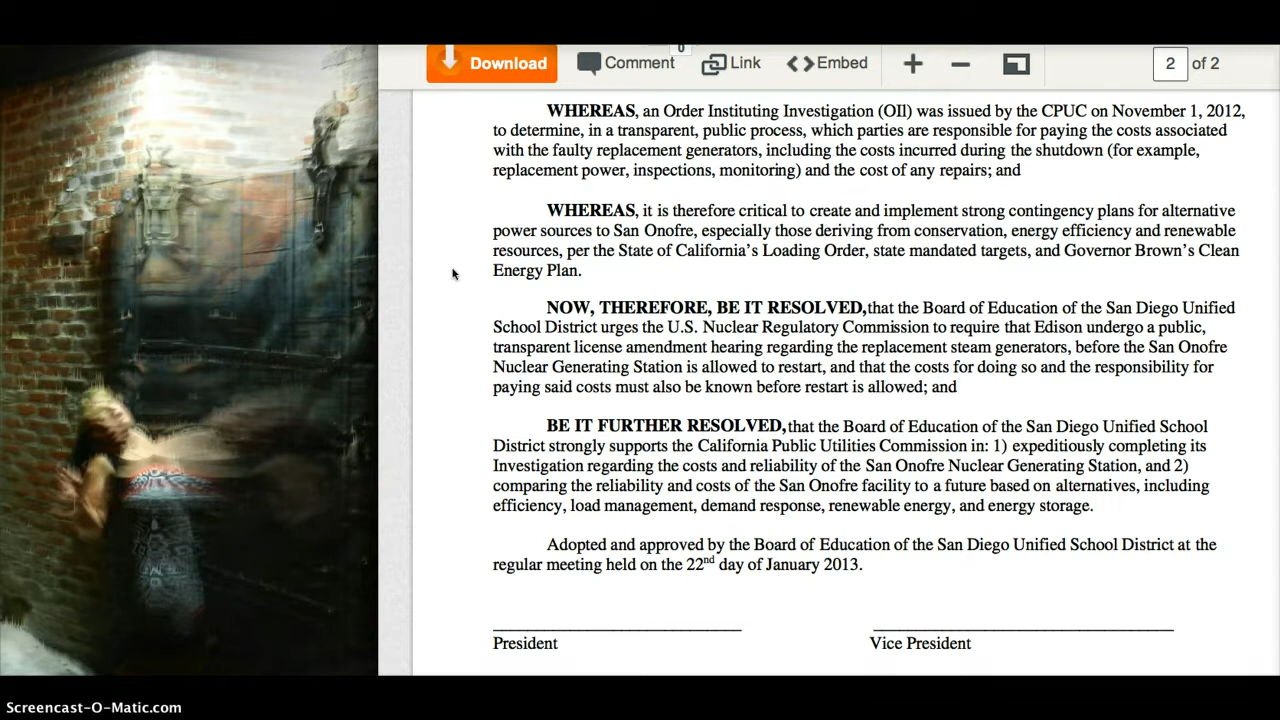 Download
0
Comment
Link
Embed
2 of 2
WHEREAS, an Order Instituting Investigation (OII) was issued by the CPUC on November 1, 2012,
to determine, in a transparent, public process, which parties are responsible for paying the costs associated
with the faulty replacement generators, including the costs incurred during the shutdown (for example,
replacement power, inspections, monitoring) and the cost of any repairs; and
WHEREAS, it is therefore critical to create and implement strong contingency plans for alternative
power sources to San Onofre, especially those deriving from conservation, energy efficiency and renewable
resources, per the State of California's Loading Order, state mandated targets, and Governor Brown's Clean
Energy Plan.
NOW, THEREFORE, BE IT RESOLVED,that the Board of Education of the San Diego Unified
School District urges the U.S. Nuclear Regulatory Commission to require that Edison undergo a public,
transparent license amendment hearing regarding the replacement steam generators, before the San Onofre
Nuclear Generating Station is allowed to restart, and that the costs for doing so and the responsibility for
paying said costs must also be known before restart is allowed; and
BE IT FURTHER RESOLVED,that the Board of Education of the San Diego Unified School
District strongly supports the California Public Utilities Commission in: 1) expeditiously completing its
Investigation regarding the costs and reliability of the San Onofre Nuclear Generating Station, and 2)
comparing the reliability and costs of the San Onofre facility to a future based on alternatives, including
efficiency, load management, demand response, renewable energy, and energy storage.
Adopted and approved by the Board of Education of the San Diego Unified School District at the
regular meeting held on the 22nd day of January 2013.
President
Vice President
Screencast-O-Matic.com